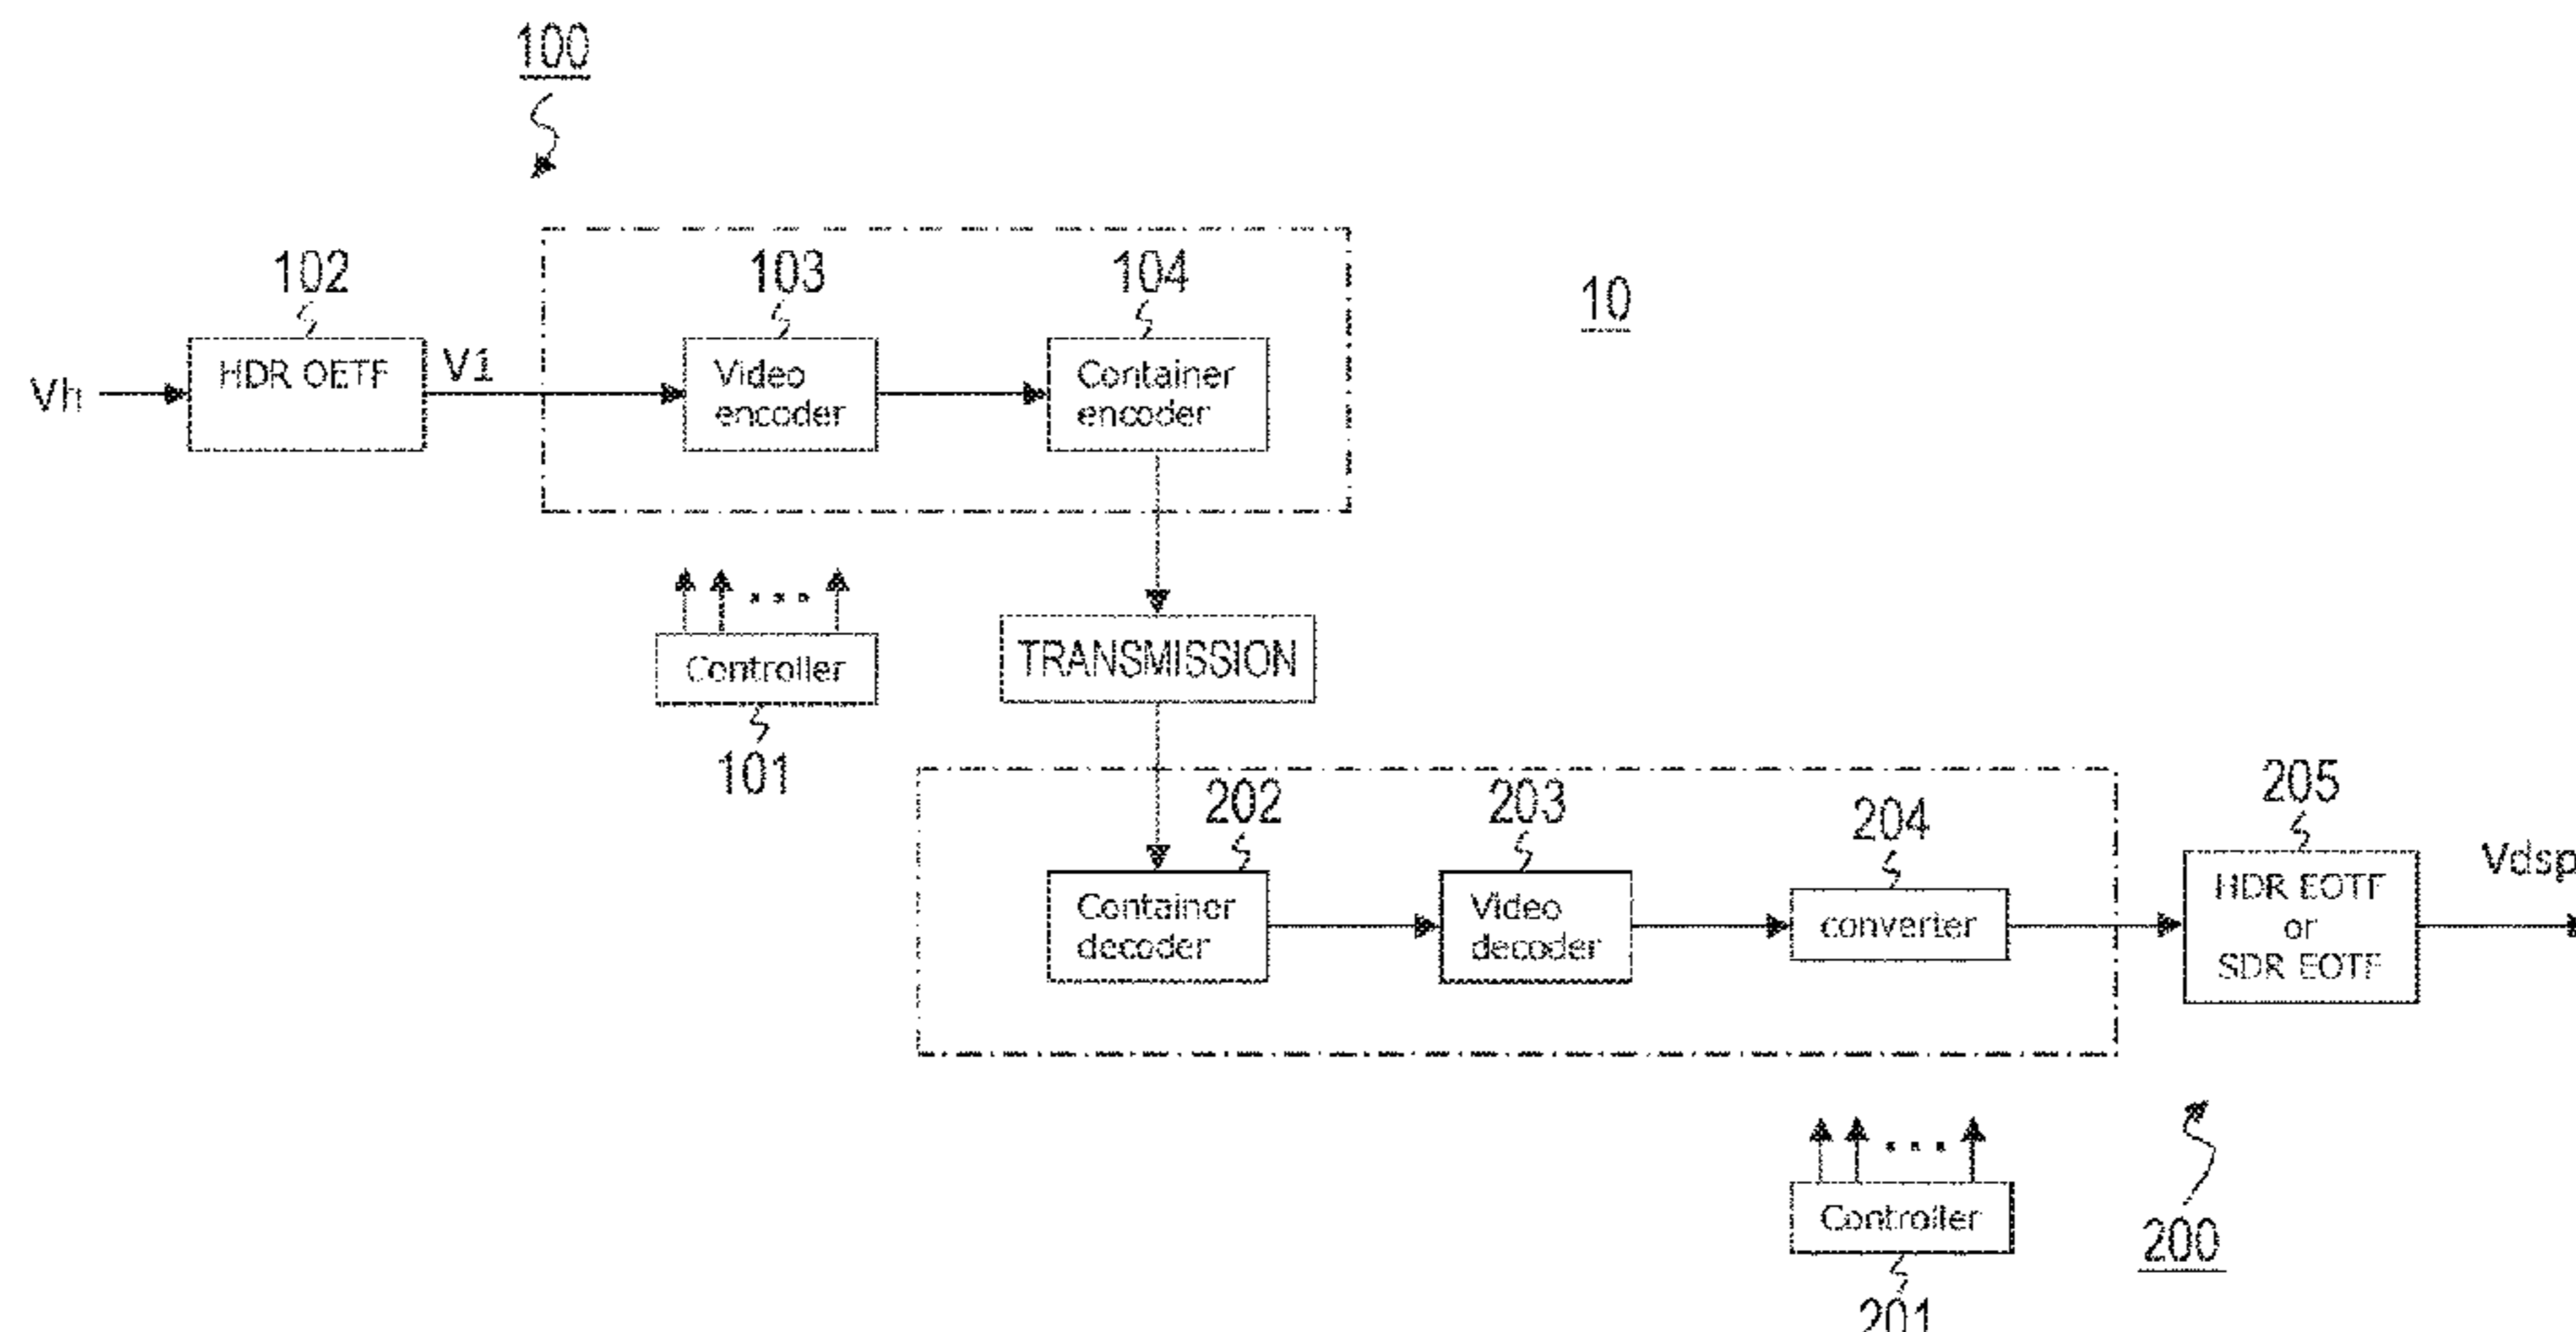 100
102
103
104
10
Vh
HDR OETF
V1
Video
encoder
Container
encoder
Controller
101
TRANSMISSION
202
203
204
205
Container
decoder
Video
decoder
converter
HDR EOTF
or
SDR EOTF
Vdsp
Controller
201
200